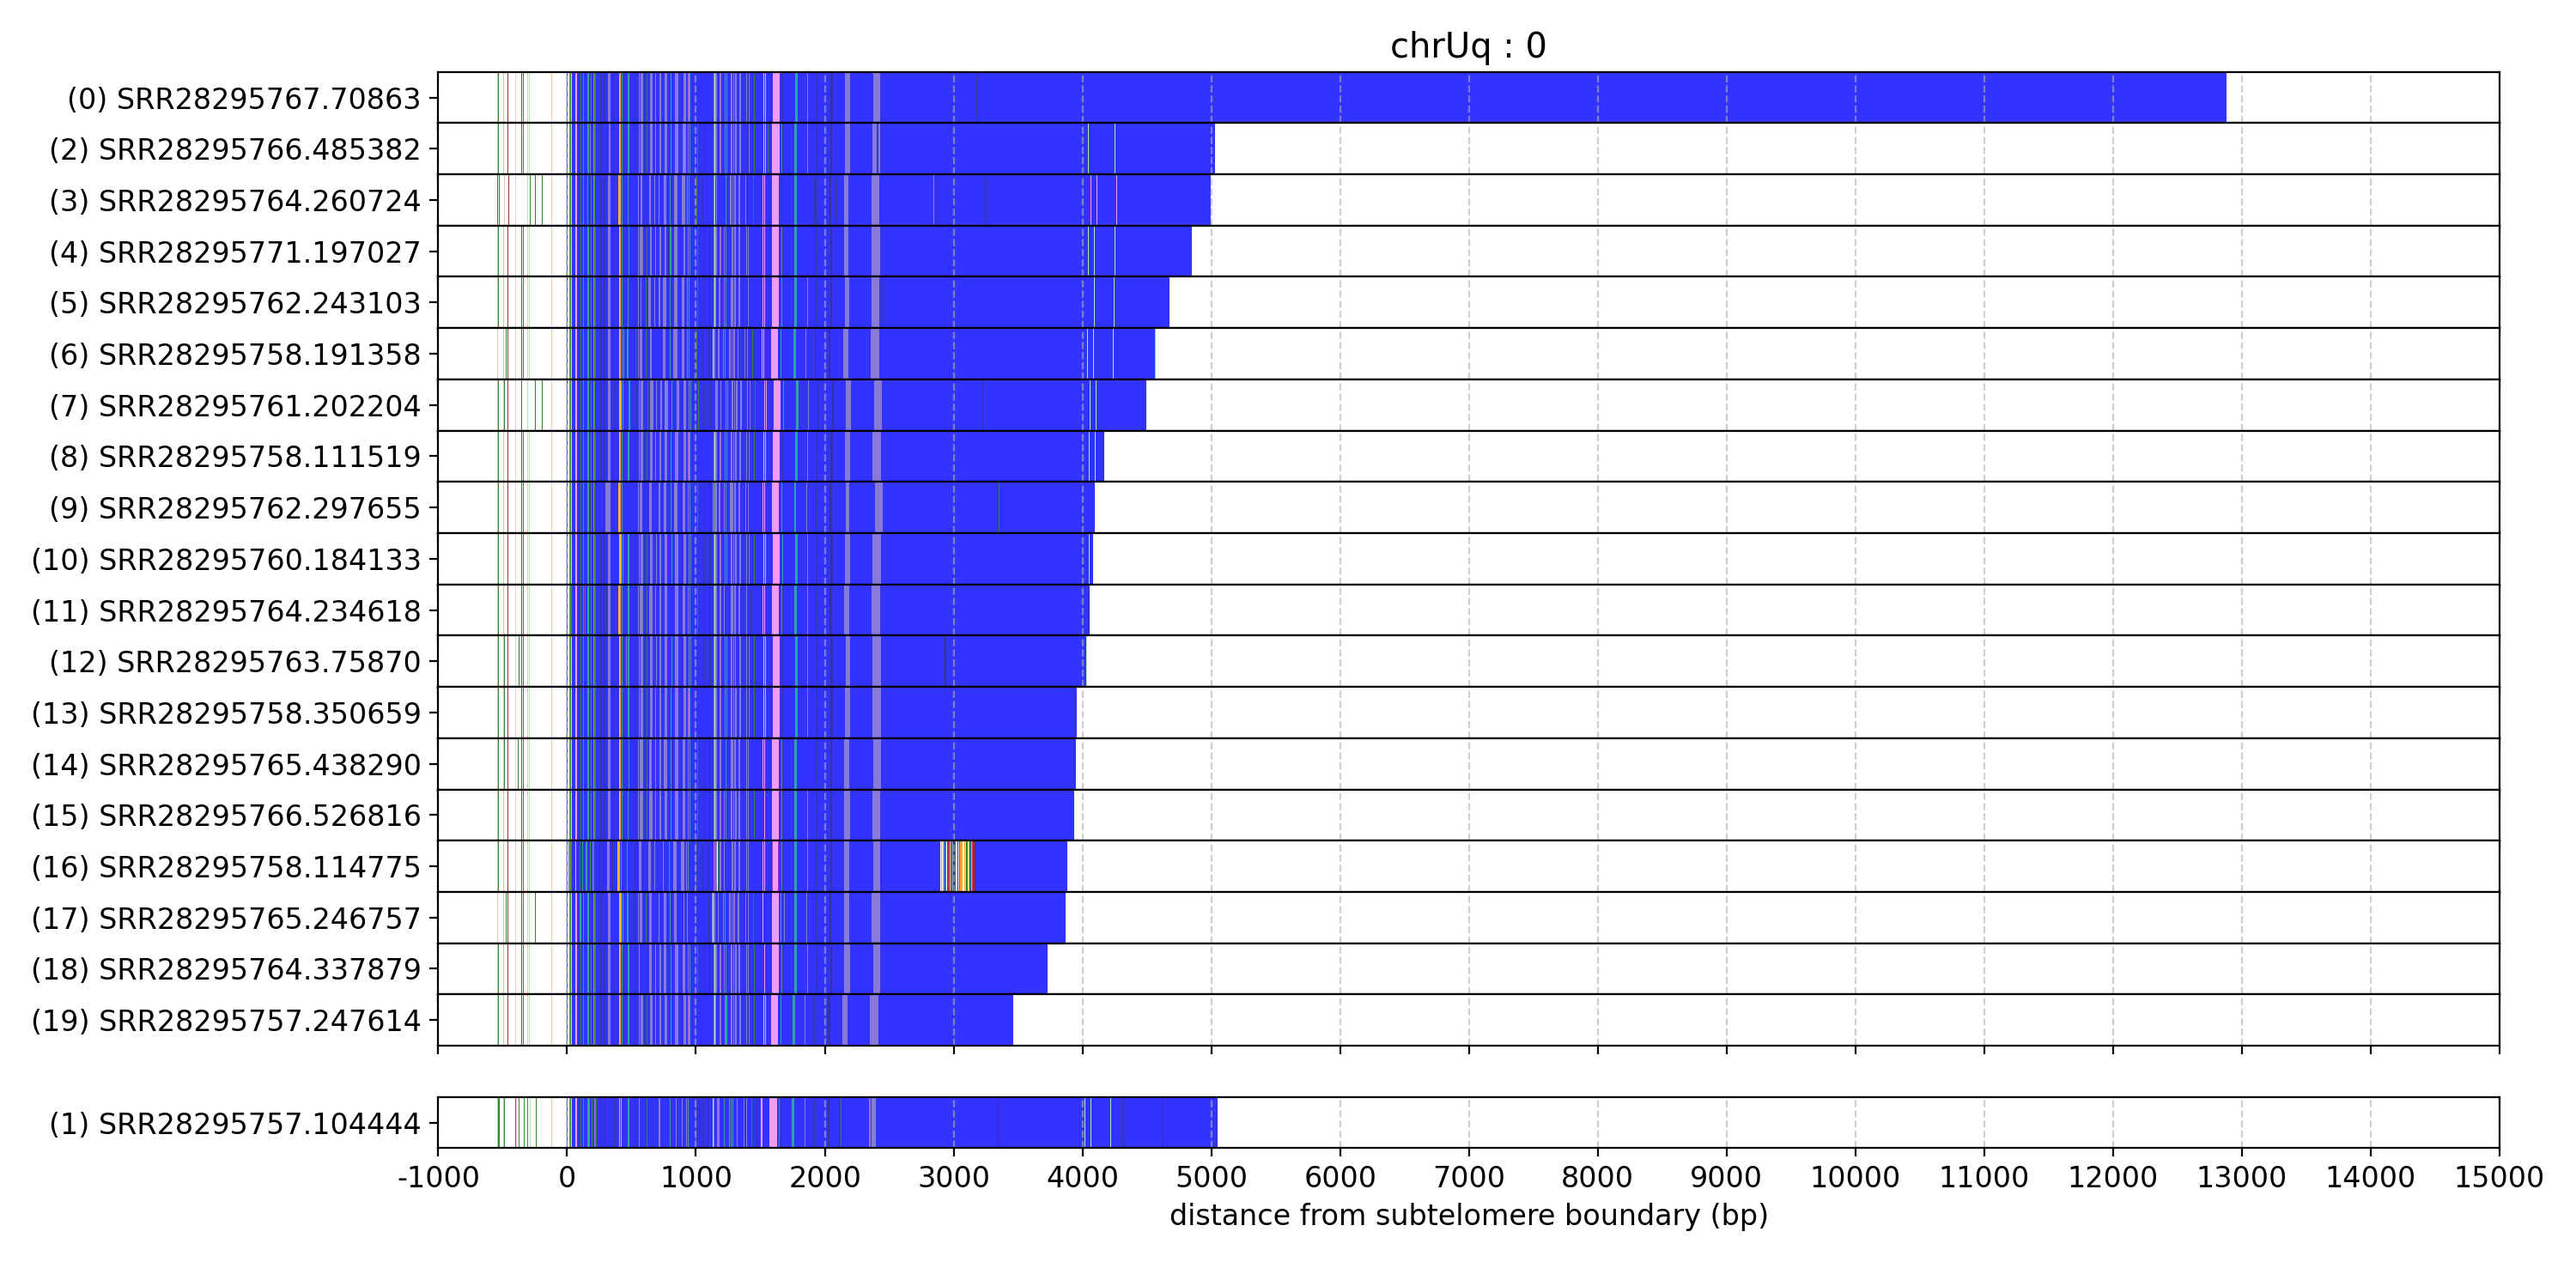 chrUq : 0
(0) SRR28295767.70863
(2) SRR28295766.485382
(3) SRR28295764.260724
(4) SRR28295771.197027
(5) SRR28295762.243103
(6) SRR28295758.191358
(7) SRR28295761.202204
(8) SRR28295758.111519
(9) SRR28295762.297655
(10) SRR28295760.184133
(11) SRR28295764.234618
(12) SRR28295763.75870
(13) SRR28295758.350659
(14) SRR28295765.438290
(15) SRR28295766.526816
(16) SRR28295758.114775
(17) SRR28295765.246757
(18) SRR28295764.337879
(19) SRR28295757.247614
(1) SRR28295757.104444
-1000 0 1000 2000 3000 4000 5000 6000 7000 8000 9000 10000 11000 12000 13000 14000 15000
distance from subtelomere boundary (bp)